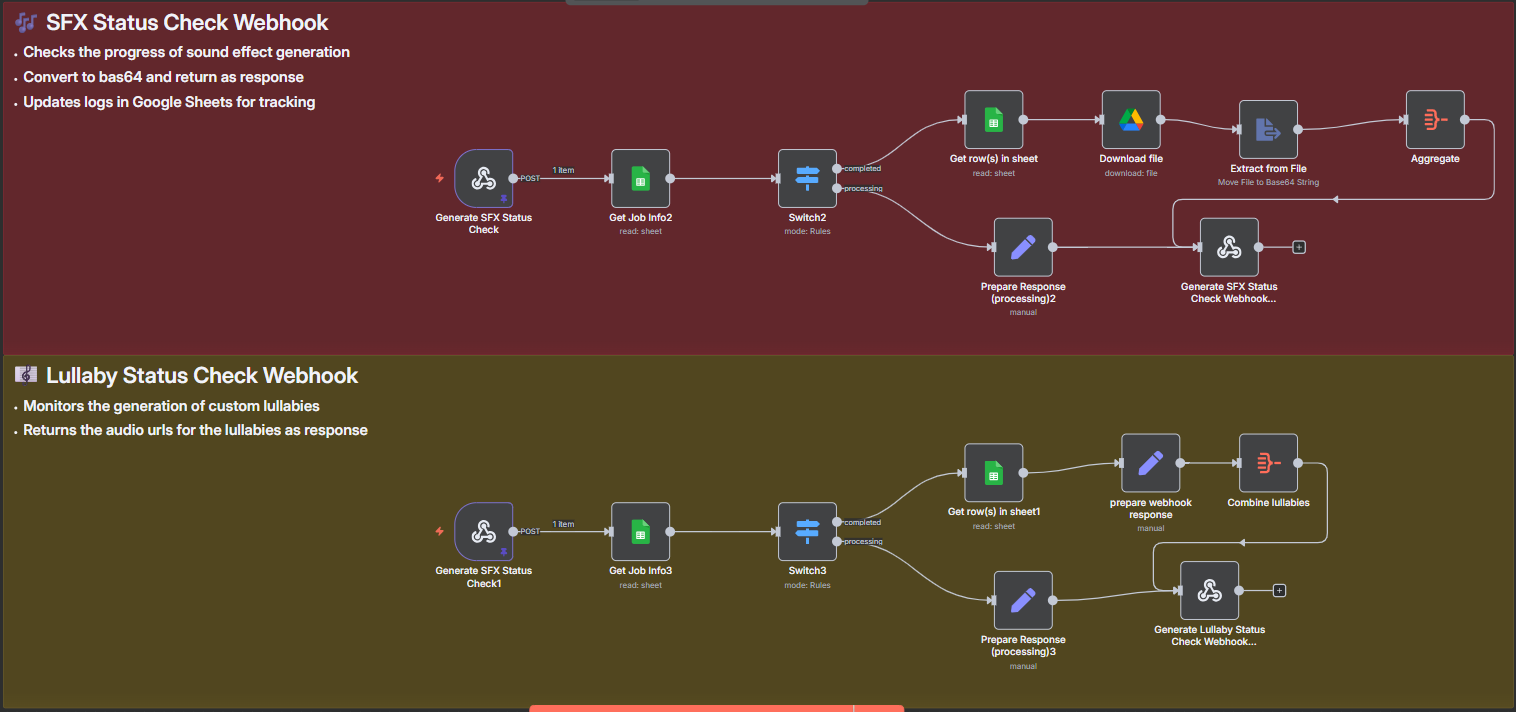 SFX Status Check Webhook
• Checks the progress of sound effect generation
• Convert to bas64 and return as response
• Updates logs in Google Sheets for tracking
POST
1 item
Generate SFX Status
Check
Get Job Info2
read: sheet
completed
processing
Switch2
mode: Rules
Get row(s) in sheet
read: sheet
Download file
download: file
Extract from File
Move File to Base64 String
Aggregate
Prepare Response
(processing)2
manual
Generate SFX Status
Check Webhook...
Lullaby Status Check Webhook
• Monitors the generation of custom lullabies
• Returns the audio urls for the lullabies as response
POST
1 item
Generate SFX Status
Check1
Get Job Info3
read: sheet
completed
processing
Switch3
mode: Rules
Get row(s) in sheet1
read: sheet
prepare webhook
response
manual
Combine lullabies
Prepare Response
(processing)3
manual
Generate Lullaby Status
Check Webhook...